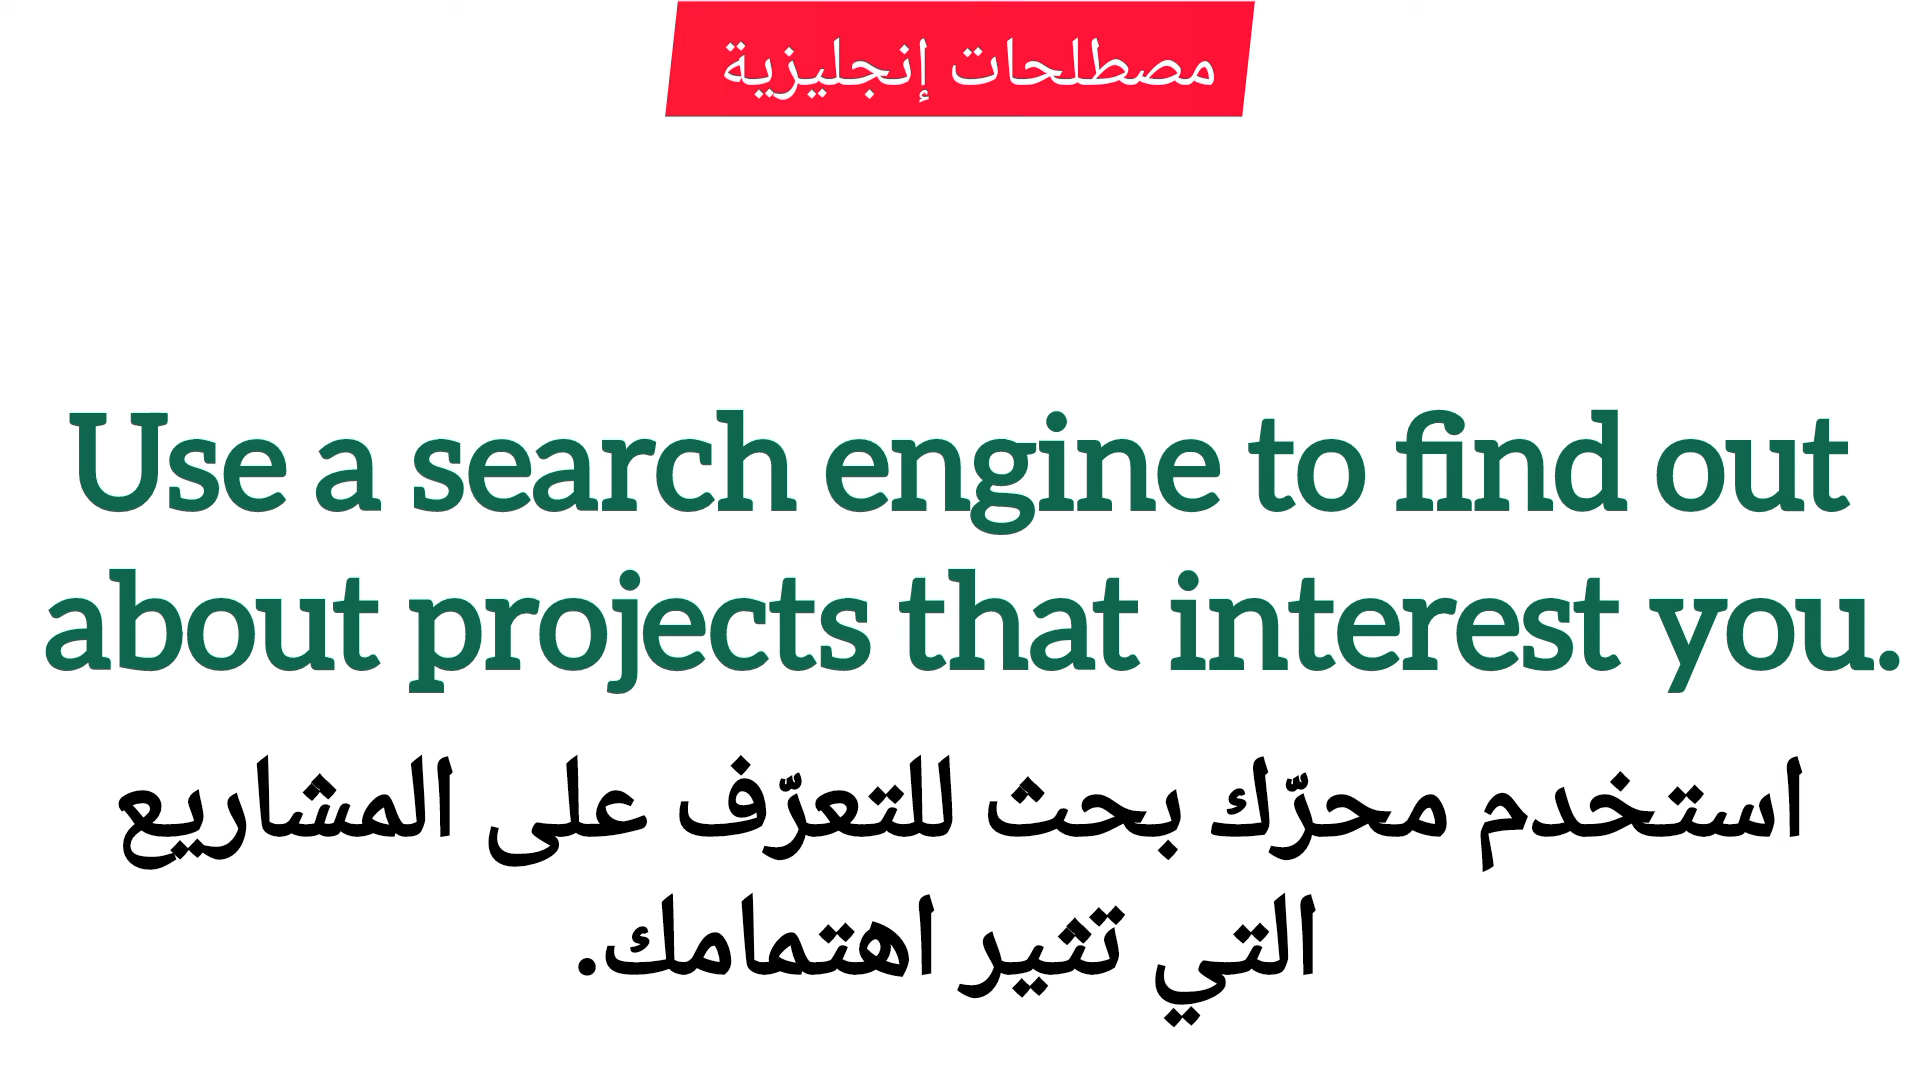 مصطلحات إنجليزية
Use a search engine to find out
about projects that interest you.
استخدم محرّك بحث للتعرّف على المشاريع
التي تثير اهتمامك.